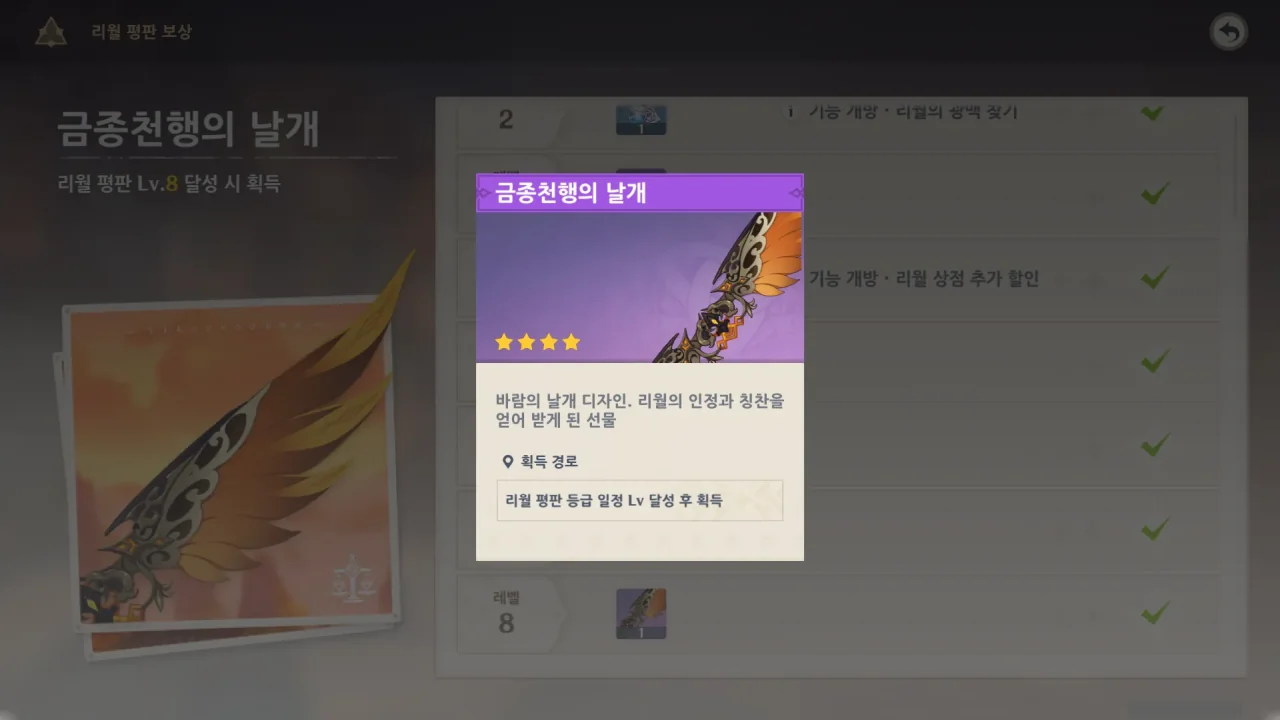 리월 평판 보상
금종천행의 날개
리월 평판 Lv.8 달성 시 획득
2
1
i 기능 개방 · 리월의 광맥 찾기
금종천행의 날개
기능 개방 · 리월 상점 추가 할인
바람의 날개 디자인. 리월의 인정과 칭찬을
얻어 받게 된 선물
획득 경로
리월 평판 등급 일정 Lv 달성 후 획득
레벨
8
1